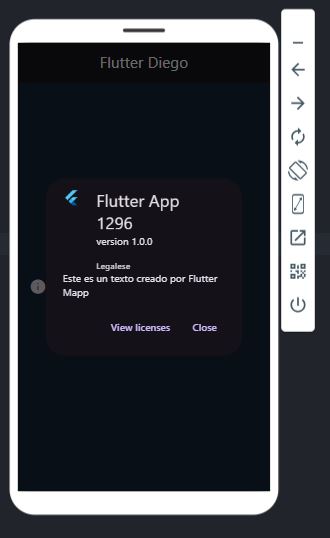 Flutter Diego
Flutter App
1296
version 1.0.0
Legalese
Este es un texto creado por Flutter
Mapp
View licenses
Close